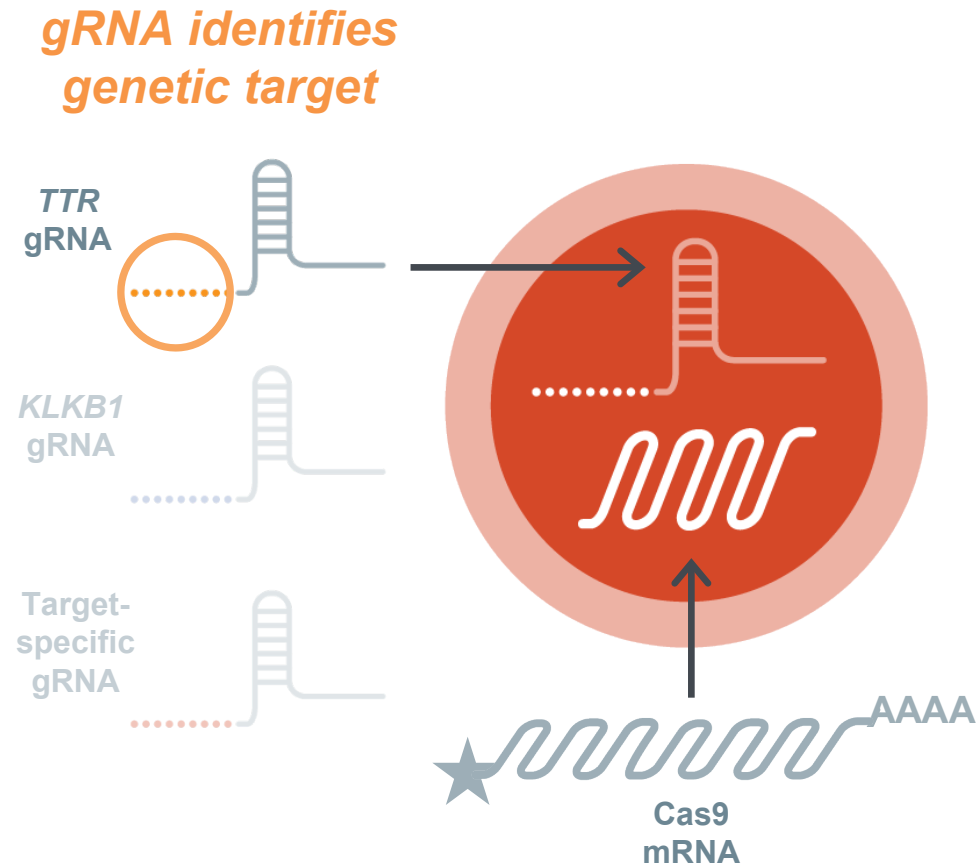 gRNA identifies
genetic target
TTR
gRNA
KLKB1
gRNA
Target-
specific
gRNA
AAAA
Cas9
mRNA